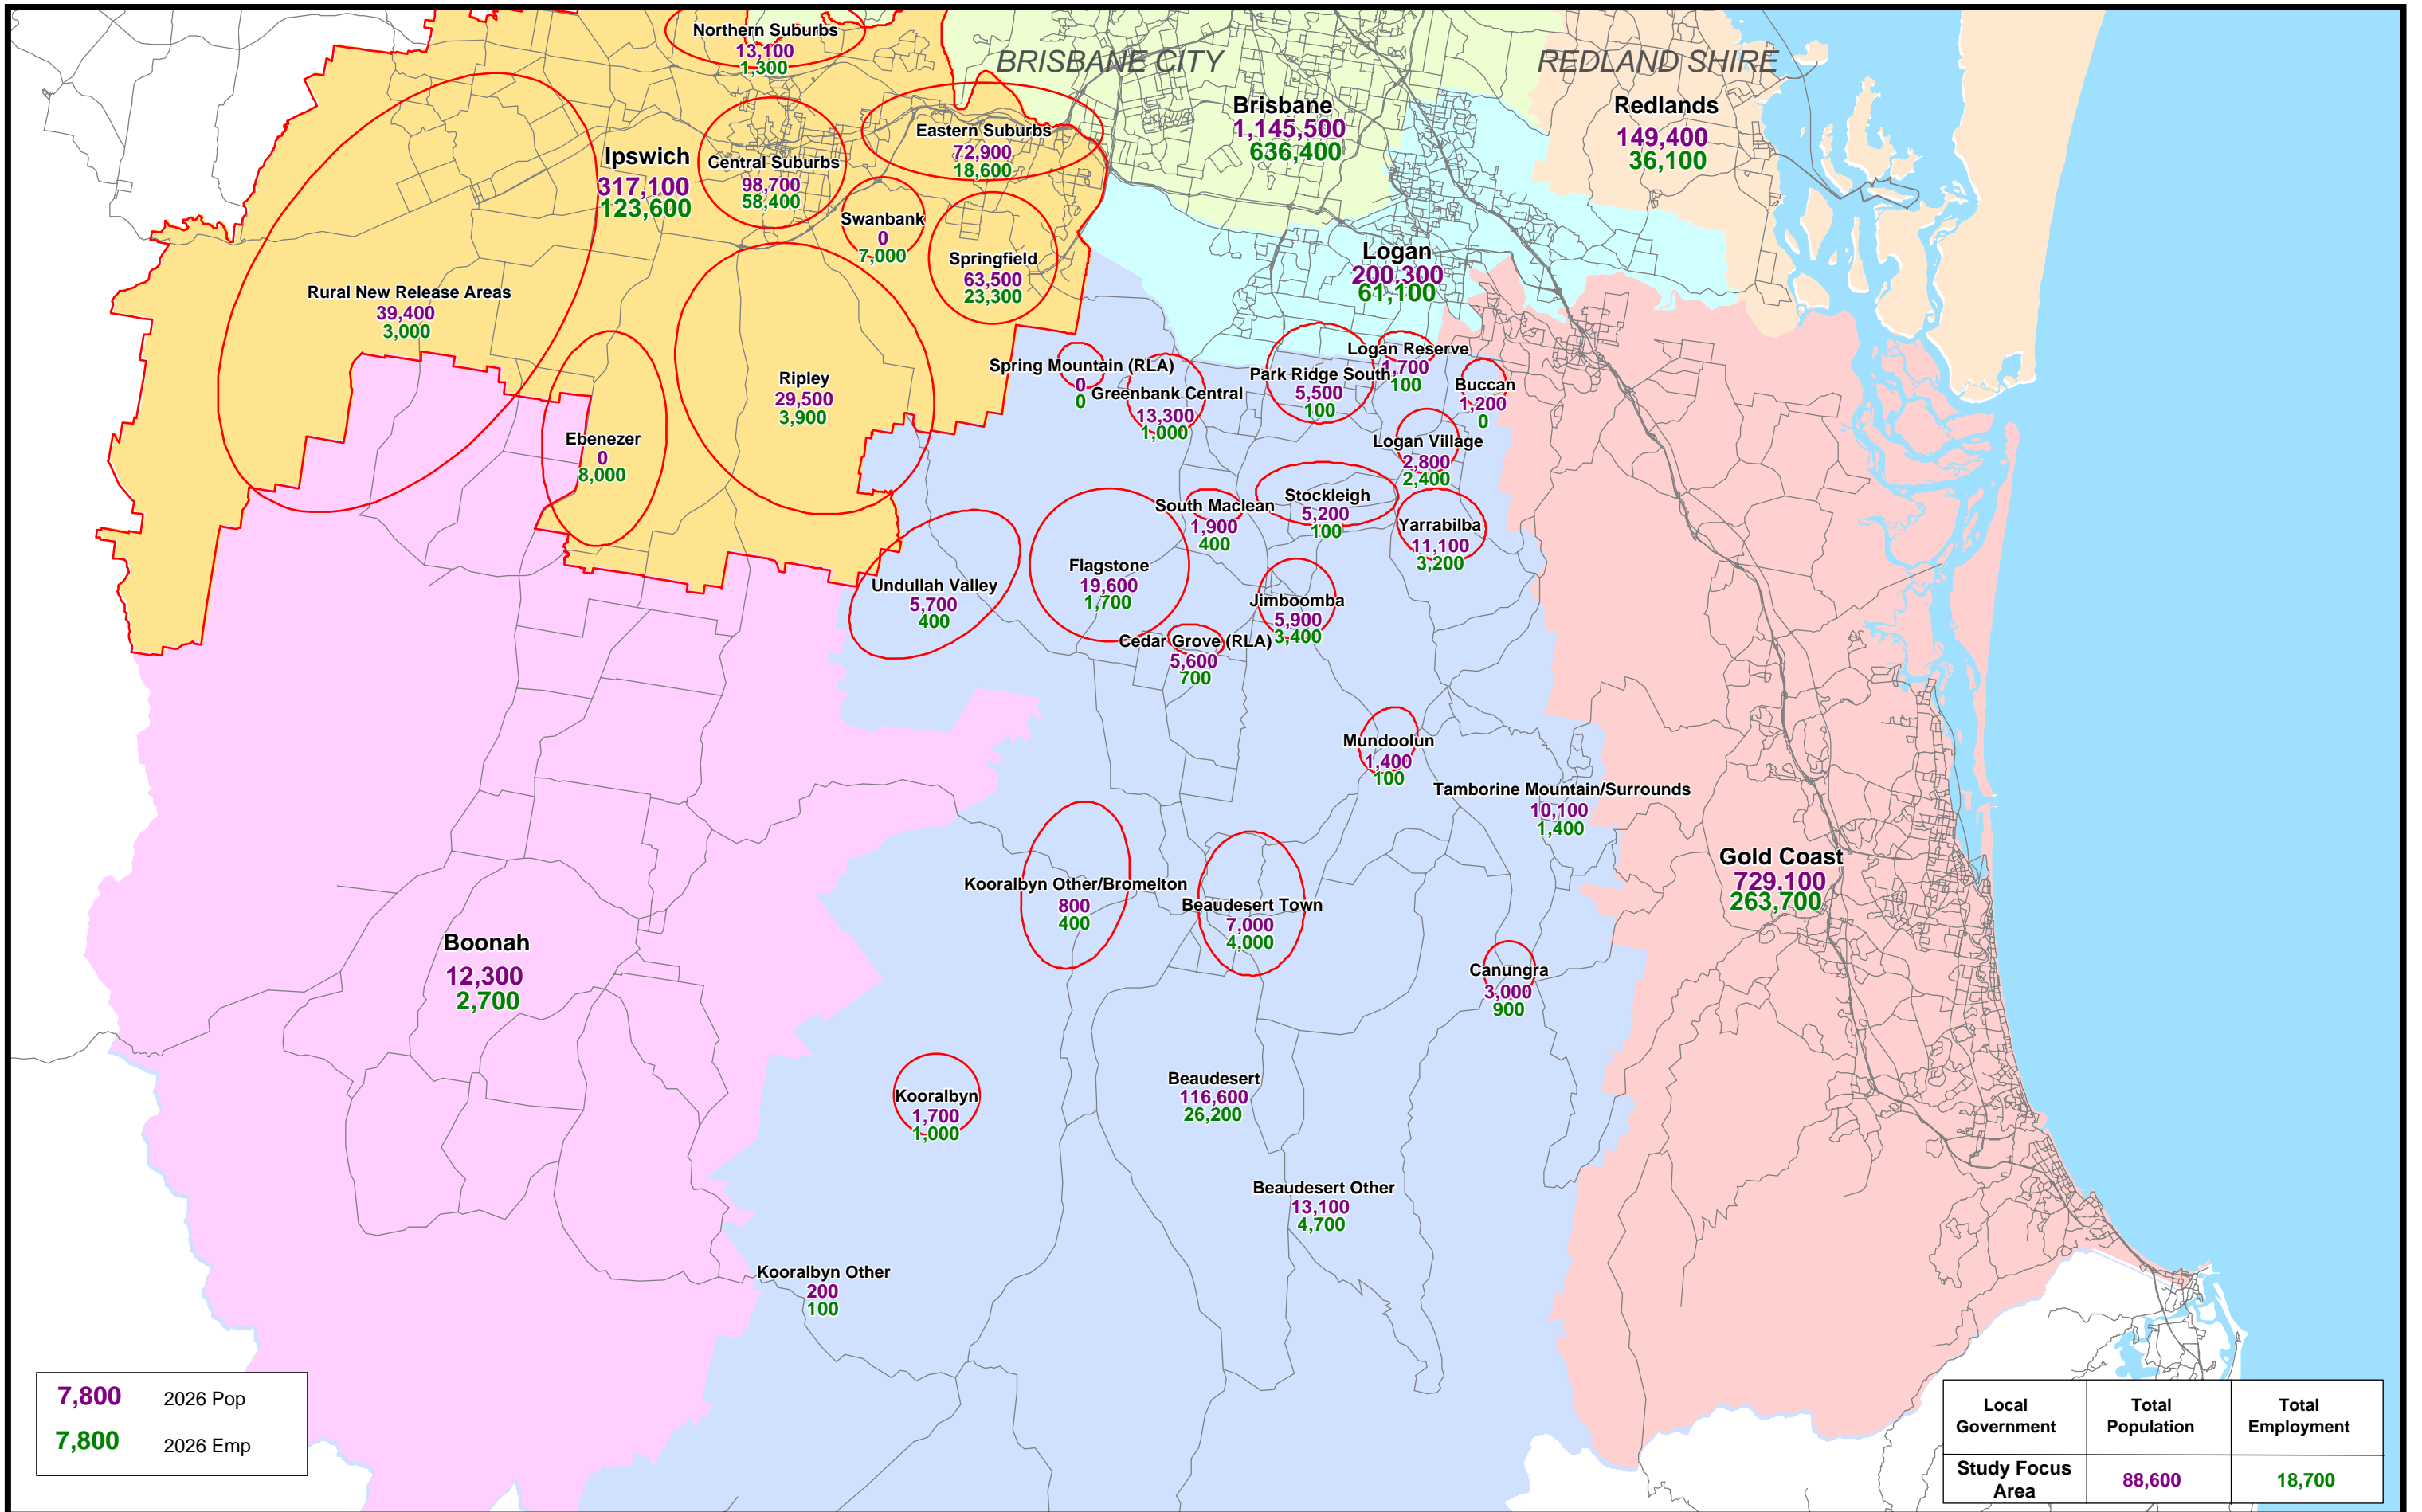 Northern Suburbs
13,100
1,300
BRISBANE CITY
REDLAND SHIRE
Brisbane
1,145,500
636,400
Redlands
149,400
36,100
Eastern Suburbs
72,900
18,600
Ipswich
317,100
123,600
Central Suburbs
98,700
58,400
Swanbank
0
7,000
Springfield
63,500
23,300
Logan
200,300
61,100
Rural New Release Areas
39,400
3,000
Ripley
29,500
3,900
Ebenezer
0
8,000
Spring Mountain (RLA)
0
0
Greenbank Central
13,300
1,000
Park Ridge South
5,500
100
Logan Reserve
1,700
100
Buccan
1,200
0
Logan Village
2,800
2,400
South Maclean
1,900
400
Stockleigh
5,200
100
Yarrabilba
11,100
3,200
Undullah Valley
5,700
400
Flagstone
19,600
1,700
Jimboomba
5,900
3,400
Cedar Grove (RLA)
5,600
700
Mundoolun
1,400
100
Tamborine Mountain/Surrounds
10,100
1,400
Gold Coast
729,100
263,700
Kooralbyn Other/Bromelton
800
400
Beaudesert Town
7,000
4,000
Boonah
12,300
2,700
Canungra
3,000
900
Kooralbyn
1,700
1,000
Beaudesert
116,600
26,200
Beaudesert Other
13,100
4,700
Kooralbyn Other
200
100
7,800 2026 Pop
7,800 2026 Emp
Local Government Total Population Total Employment
Study Focus Area 88,600 18,700